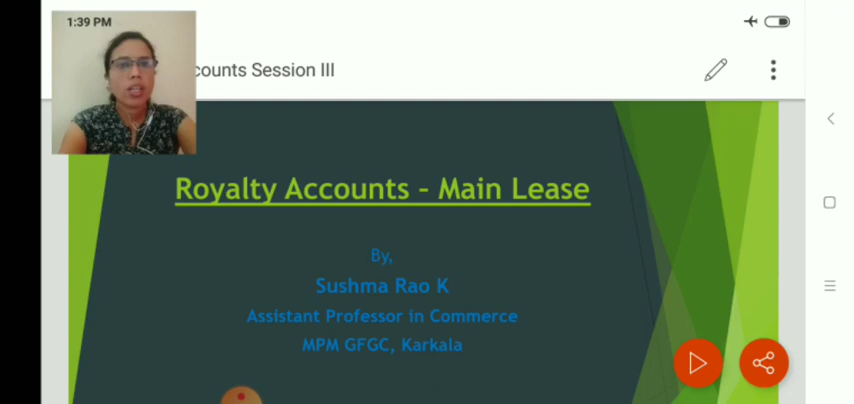 1:39 PM
counts Session III
Royalty Accounts - Main Lease
By,
Sushma Rao K
Assistant Professor in Commerce
MPM GFGC, Karkala